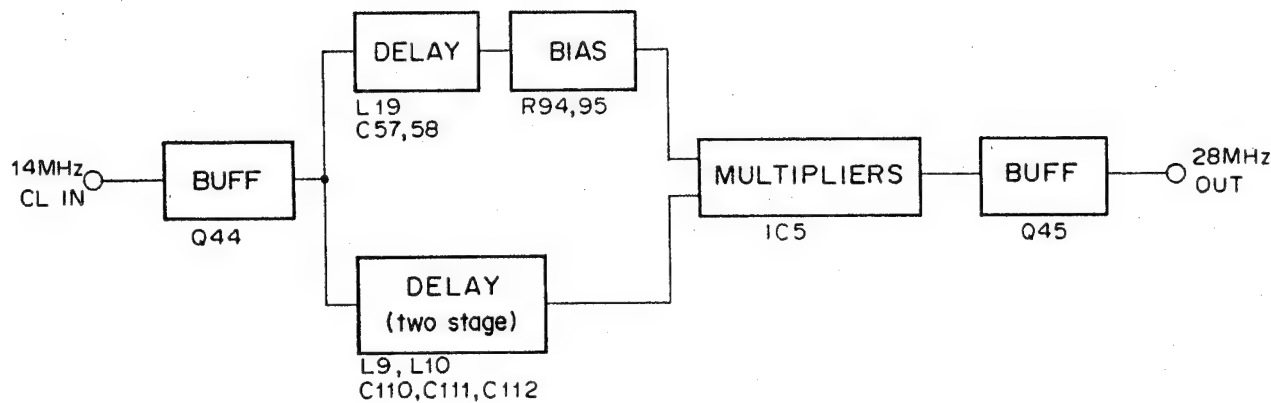 DELAY
L19
C57,58
BIAS
R94,95
14MHz
CL IN
BUFF
Q44
MULTIPLIERS
IC5
BUFF
Q45
28MHz
OUT
DELAY
(two stage)
L9, L10
C110,C111,C112